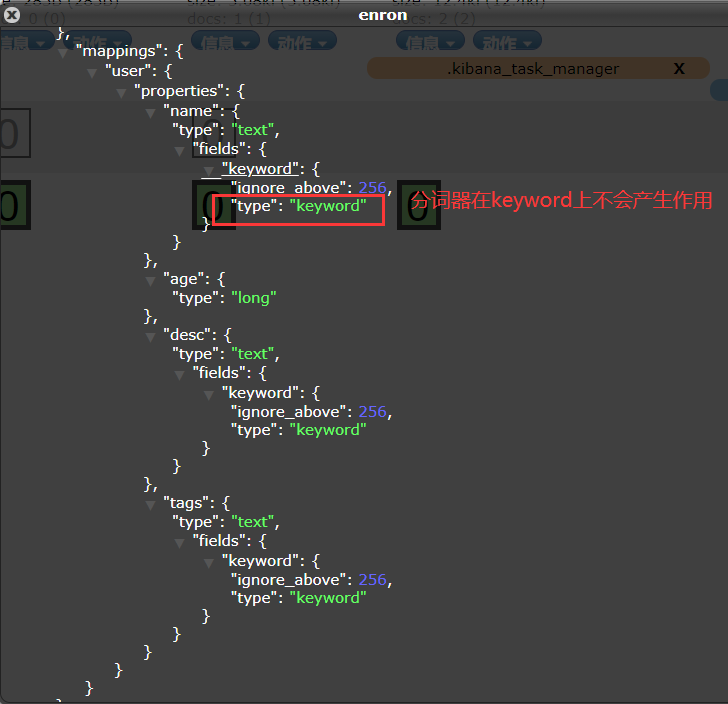 enron
docs: 1 (1)
docs: 2 (2)
信息 动作 信息 动作 信息 动作
.kibana_task_manager X
},
"mappings": {
"user": {
"properties": {
"name": {
"type": "text",
"fields": {
"keyword": {
"ignore_above": 256,
"type": "keyword"
分词器在keyword上不会产生作用
}
}
},
"age": {
"type": "long"
},
"desc": {
"type": "text",
"fields": {
"keyword": {
"ignore_above": 256,
"type": "keyword"
}
}
},
"tags": {
"type": "text",
"fields": {
"keyword": {
"ignore_above": 256,
"type": "keyword"
}
}
}
}
}
0
0
0
0
0